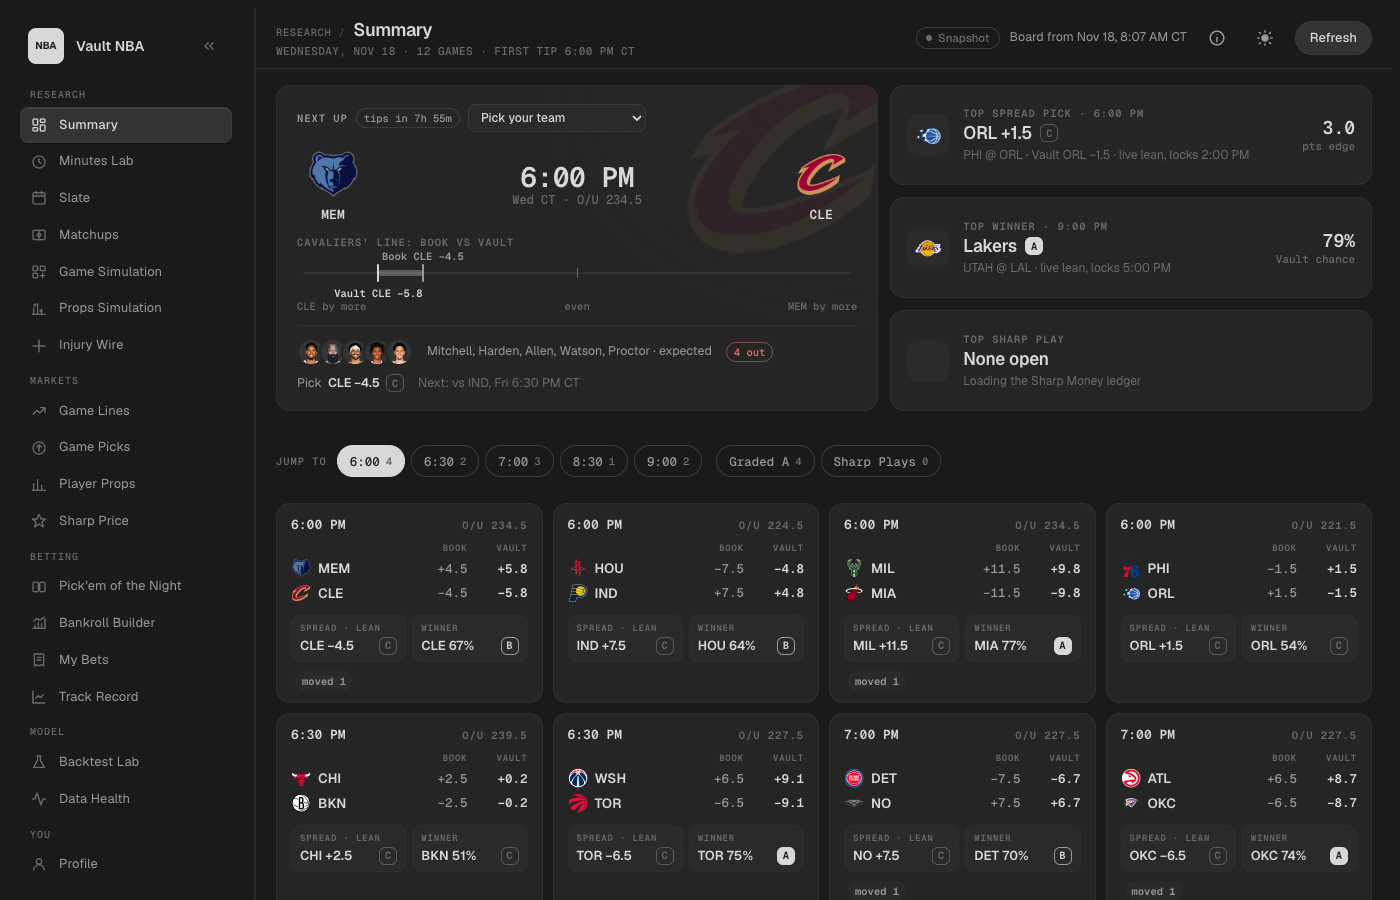 NBA
Vault NBA
RESEARCH
Summary
Minutes Lab
Slate
Matchups
Game Simulation
Props Simulation
Injury Wire
MARKETS
Game Lines
Game Picks
Player Props
Sharp Price
BETTING
Pick'em of the Night
Bankroll Builder
My Bets
Track Record
MODEL
Backtest Lab
Data Health
YOU
Profile
RESEARCH / Summary
WEDNESDAY, NOV 18 · 12 GAMES · FIRST TIP 6:00 PM CT
Snapshot
Board from Nov 18, 8:07 AM CT
Refresh
NEXT UP
tips in 7h 55m
Pick your team
MEM
6:00 PM
Wed CT · O/U 234.5
CLE
CAVALIERS' LINE: BOOK VS VAULT
Book CLE −4.5
Vault CLE −5.8
CLE by more
even
MEM by more
Mitchell, Harden, Allen, Watson, Proctor · expected
4 out
Pick CLE −4.5 C
Next: vs IND, Fri 6:30 PM CT
TOP SPREAD PICK · 6:00 PM
ORL +1.5 C
PHI @ ORL · Vault ORL −1.5 · live lean, locks 2:00 PM
3.0
pts edge
TOP WINNER · 9:00 PM
Lakers A
UTAH @ LAL · live lean, locks 5:00 PM
79%
Vault chance
TOP SHARP PLAY
None open
Loading the Sharp Money ledger
JUMP TO
6:00 4
6:30 2
7:00 3
8:30 1
9:00 2
Graded A 4
Sharp Plays 0
6:00 PM O/U 234.5
BOOK VAULT
MEM +4.5 +5.8
CLE −4.5 −5.8
SPREAD · LEAN
CLE −4.5 C
WINNER
CLE 67% B
moved 1
6:00 PM O/U 224.5
BOOK VAULT
HOU −7.5 −4.8
IND +7.5 +4.8
SPREAD · LEAN
IND +7.5 C
WINNER
HOU 64% B
6:00 PM O/U 234.5
BOOK VAULT
MIL +11.5 +9.8
MIA −11.5 −9.8
SPREAD · LEAN
MIL +11.5 C
WINNER
MIA 77% A
moved 1
6:00 PM O/U 221.5
BOOK VAULT
PHI −1.5 +1.5
ORL +1.5 −1.5
SPREAD · LEAN
ORL +1.5 C
WINNER
ORL 54% C
6:30 PM O/U 239.5
BOOK VAULT
CHI +2.5 +0.2
BKN −2.5 −0.2
SPREAD · LEAN
CHI +2.5 C
WINNER
BKN 51% C
6:30 PM O/U 227.5
BOOK VAULT
WSH +6.5 +9.1
TOR −6.5 −9.1
SPREAD · LEAN
TOR −6.5 C
WINNER
TOR 75% A
7:00 PM O/U 227.5
BOOK VAULT
DET −7.5 −6.7
NO +7.5 +6.7
SPREAD · LEAN
NO +7.5 C
WINNER
DET 70% B
moved 1
7:00 PM O/U 227.5
BOOK VAULT
ATL +6.5 +8.7
OKC −6.5 −8.7
SPREAD · LEAN
OKC −6.5 C
WINNER
OKC 74% A
moved 1